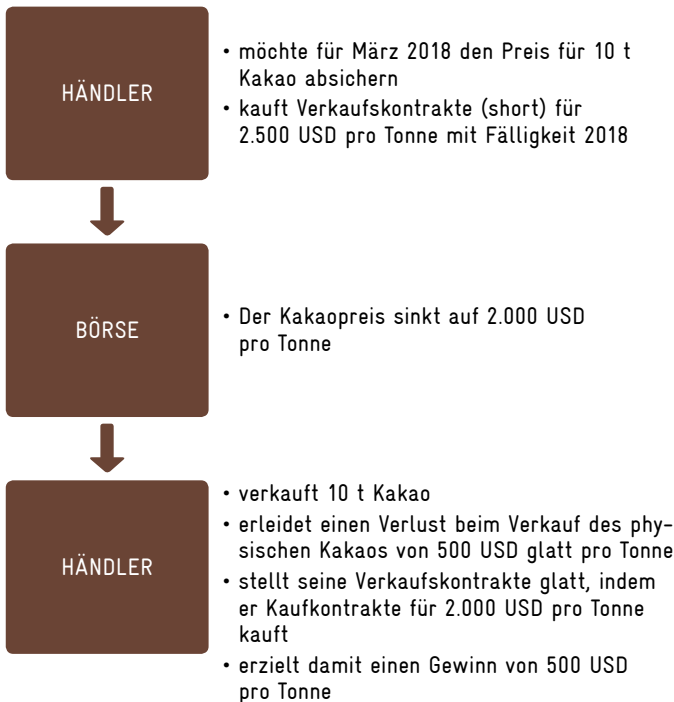 HÄNDLER
• möchte für März 2018 den Preis für 10 t
Kakao absichern
• kauft Verkaufskontrakte (short) für
2.500 USD pro Tonne mit Fälligkeit 2018
BÖRSE
• Der Kakaopreis sinkt auf 2.000 USD
pro Tonne
HÄNDLER
• verkauft 10 t Kakao
• erleidet einen Verlust beim Verkauf des phy-
sischen Kakaos von 500 USD glatt pro Tonne
• stellt seine Verkaufskontrakte glatt, indem
er Kaufkontrakte für 2.000 USD pro Tonne
kauft
• erzielt damit einen Gewinn von 500 USD
pro Tonne